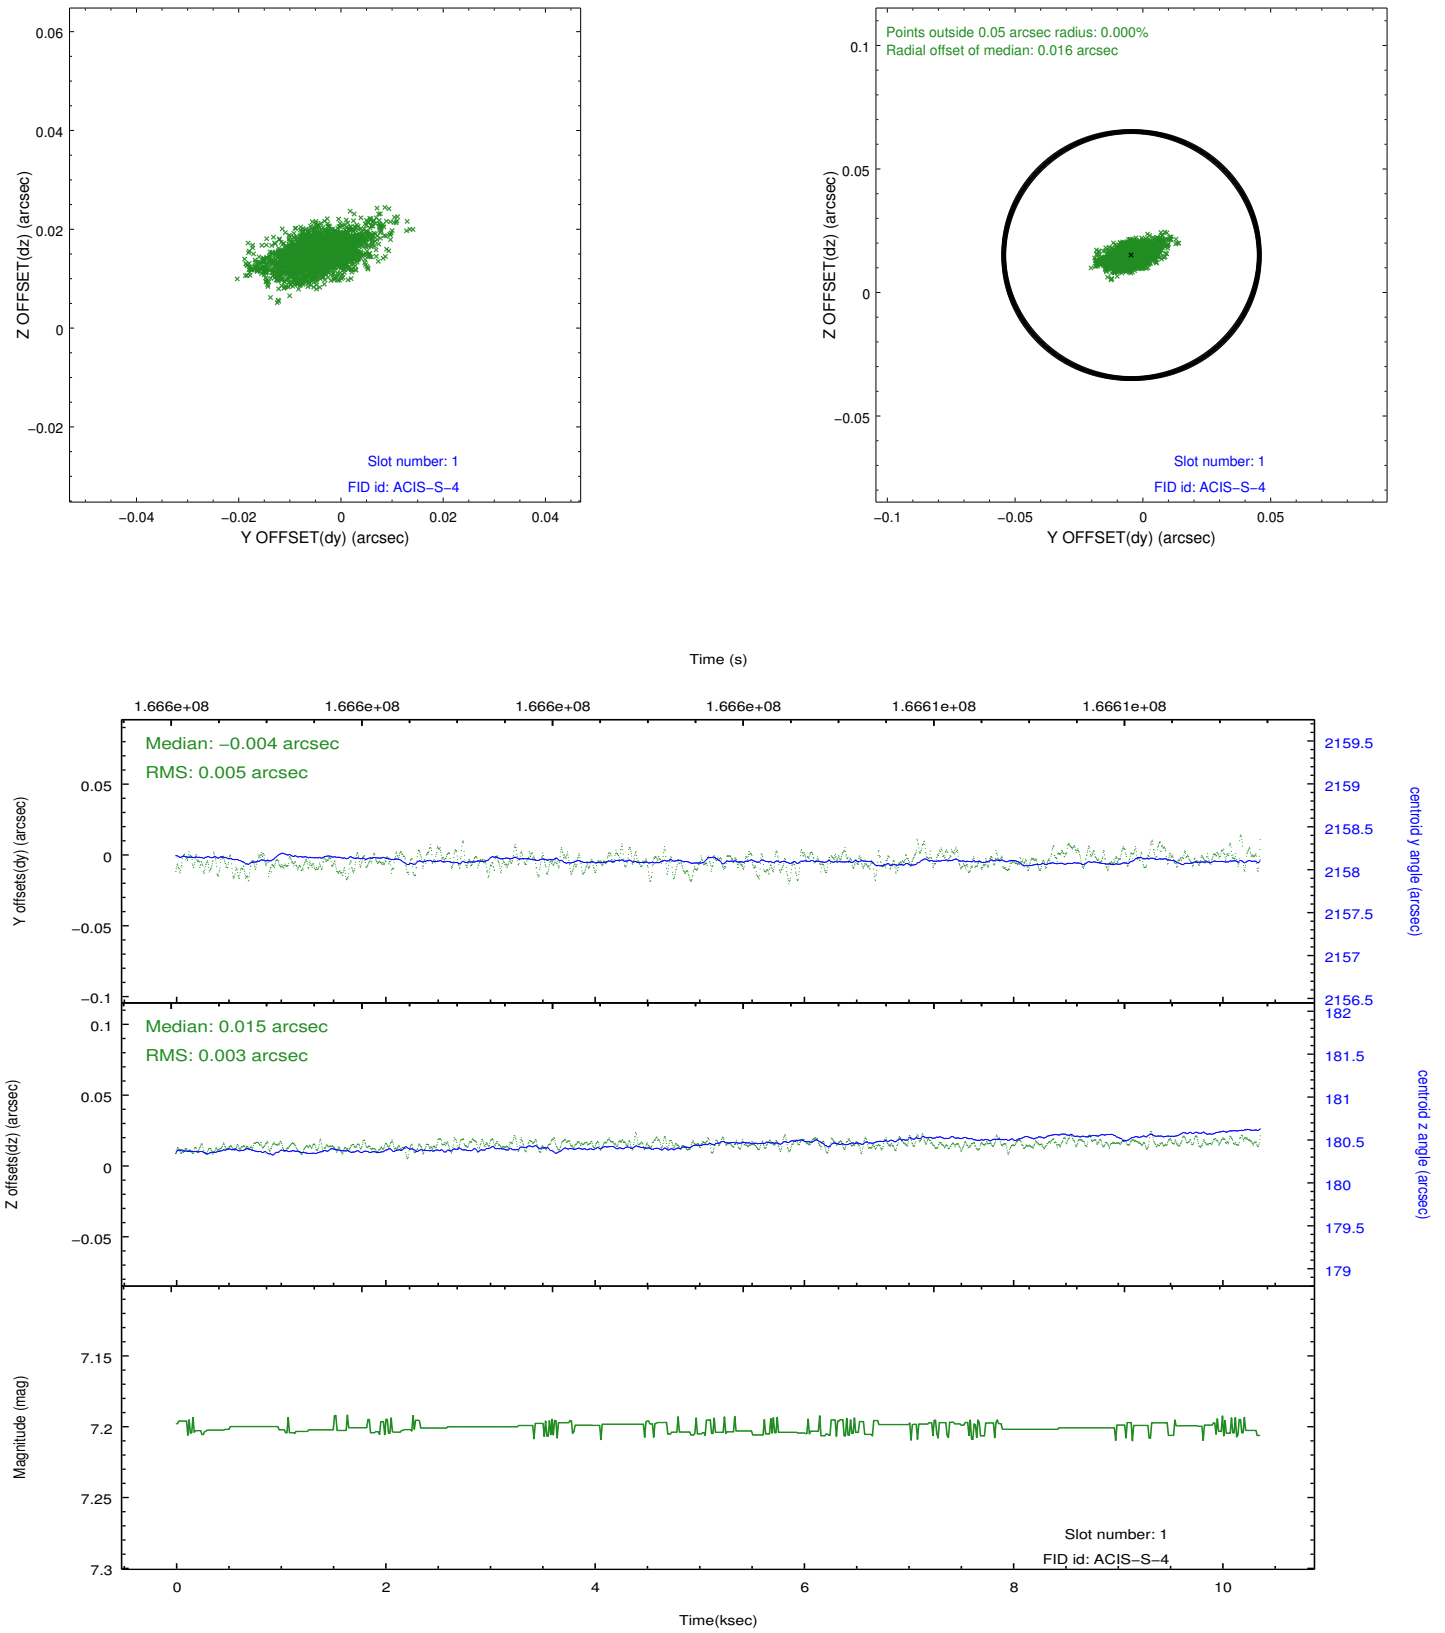 0.06
0.04
0.02
0
−0.02
Z OFFSET(dz) (arcsec)
−0.04
−0.02
0
0.02
0.04
Y OFFSET(dy) (arcsec)
Slot number: 1
FID id: ACIS−S−4
Points outside 0.05 arcsec radius: 0.000%
Radial offset of median: 0.016 arcsec
0.1
0.05
0
−0.05
Z OFFSET(dz) (arcsec)
−0.1
−0.05
0
0.05
Y OFFSET(dy) (arcsec)
Slot number: 1
FID id: ACIS−S−4
Time (s)
1.666e+08
1.666e+08
1.666e+08
1.666e+08
1.6661e+08
1.6661e+08
Median: −0.004 arcsec
RMS: 0.005 arcsec
0.05
0
−0.05
−0.1
Y offsets(dy) (arcsec)
2159.5
2159
2158.5
2158
2157.5
2157
2156.5
centroid y angle (arcsec)
Median: 0.015 arcsec
RMS: 0.003 arcsec
0.1
0.05
0
−0.05
Z offsets(dz) (arcsec)
182
181.5
181
180.5
180
179.5
179
centroid z angle (arcsec)
7.15
7.2
7.25
7.3
Magnitude (mag)
Slot number: 1
FID id: ACIS−S−4
0
2
4
6
8
10
Time(ksec)